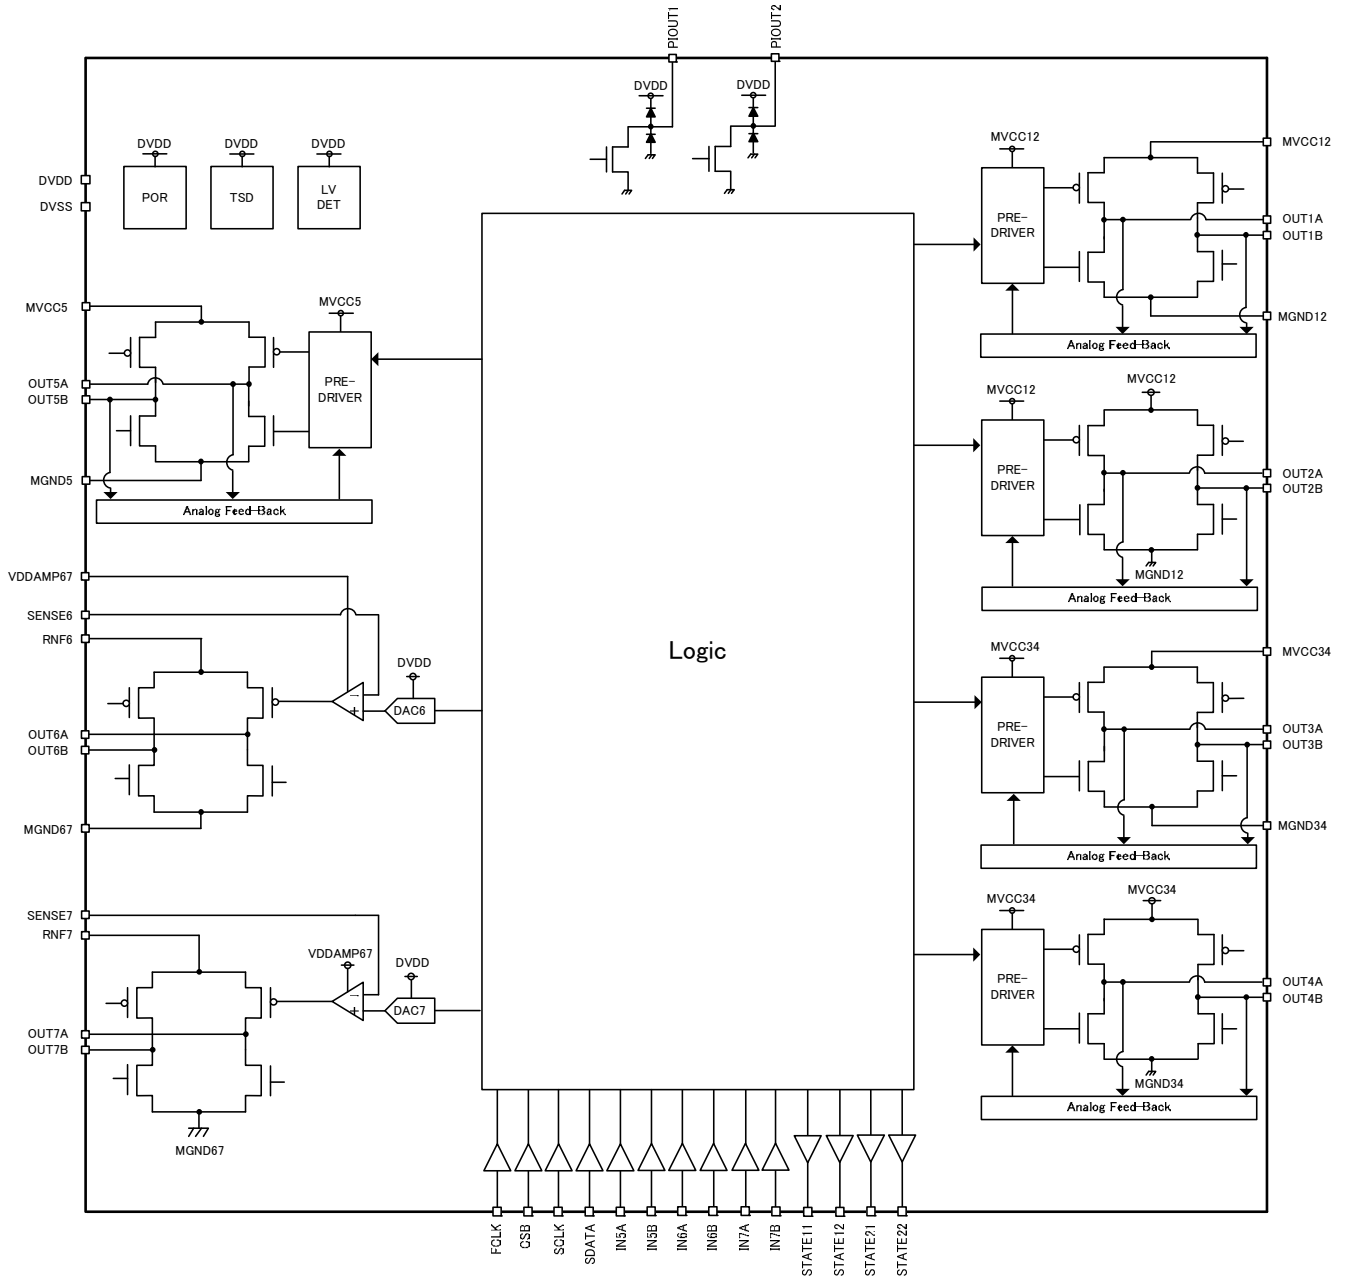 PIOUT1
PIOUT2
DVDD
DVDD
DVDD
DVDD
DVDD
POR
TSD
LV
DET
DVDD
DVSS
MVCC5
MVCC5
PRE-
DRIVER
OUT5A
OUT5B
MGND5
Analog Feed-Back
VDDAMP67
SENSE6
RNF6
DVDD
DAC6
OUT6A
OUT6B
MGND67
SENSE7
RNF7
VDDAMP67
DVDD
DAC7
OUT7A
OUT7B
MGND67
Logic
MVCC12
MVCC12
PRE-
DRIVER
OUT1A
OUT1B
MGND12
Analog Feed-Back
MVCC12
MVCC12
PRE-
DRIVER
OUT2A
OUT2B
MGND12
Analog Feed-Back
MVCC34
MVCC34
PRE-
DRIVER
OUT3A
OUT3B
MGND34
Analog Feed-Back
MVCC34
MVCC34
PRE-
DRIVER
OUT4A
OUT4B
MGND34
Analog Feed-Back
FCLK
CSB
SCLK
SDATA
IN5A
IN5B
IN6A
IN6B
IN7A
IN7B
STATE11
STATE12
STATE21
STATE22